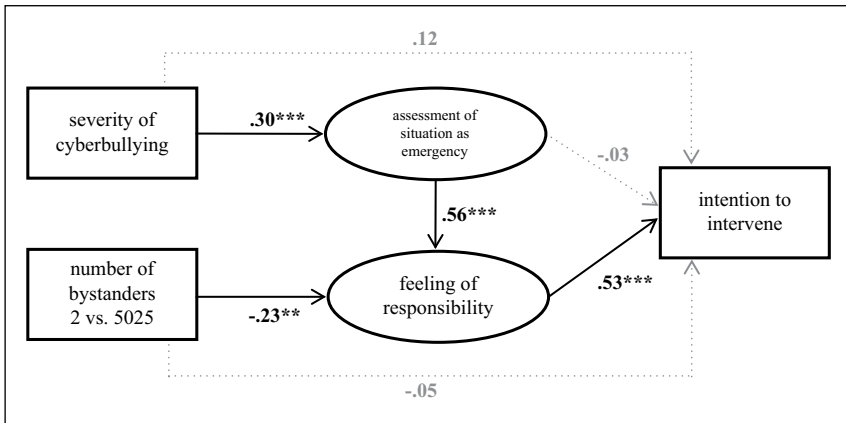 .12
severity of
cyberbullying
.30***
assessment of
situation as
emergency
-.03
intention to
intervene
.56***
number of
bystanders
2 vs. 5025
-.23**
feeling of
responsibility
.53***
-.05